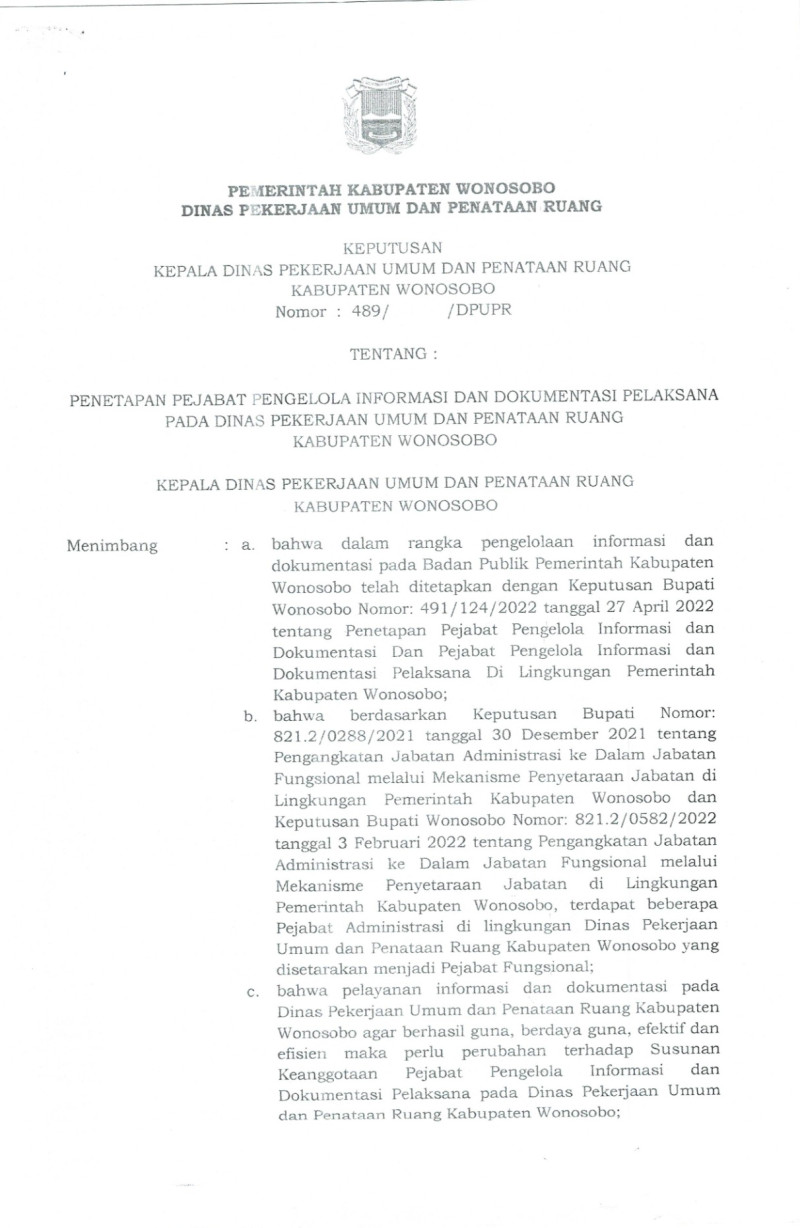 PEMERINTAH KABUPATEN WONOSOBO
DINAS PEKERJAAN UMUM DAN PENATAAN RUANG
KEPUTUSAN
KEPALA DINAS PEKERJAAN UMUM DAN PENATAAN RUANG
KABUPATEN WONOSOBO
Nomor : 489/ /DPUPR
TENTANG :
PENETAPAN PEJABAT PENGELOLA INFORMASI DAN DOKUMENTASI PELAKSANA
PADA DINAS PEKERJAAN UMUM DAN PENATAAN RUANG
KABUPATEN WONOSOBO
KEPALA DINAS PEKERJAAN UMUM DAN PENATAAN RUANG
KABUPATEN WONOSOBO
Menimbang : a. bahwa dalam rangka pengelolaan informasi dan
dokumentasi pada Badan Publik Pemerintah Kabupaten
Wonosobo telah ditetapkan dengan Keputusan Bupati
Wonosobo Nomor: 491/124/2022 tanggal 27 April 2022
tentang Penetapan Pejabat Pengelola Informasi dan
Dokumentasi Dan Pejabat Pengelola Informasi dan
Dokumentasi Pelaksana Di Lingkungan Pemerintah
Kabupaten Wonosobo;
b. bahwa berdasarkan Keputusan Bupati Nomor:
821.2/0288/2021 tanggal 30 Desember 2021 tentang
Pengangkatan Jabatan Administrasi ke Dalam Jabatan
Fungsional melalui Mekanisme Penyetaraan Jabatan di
Lingkungan Pemerintah Kabupaten Wonosobo dan
Keputusan Bupati Wonosobo Nomor: 821.2/0582/2022
tanggal 3 Februari 2022 tentang Pengangkatan Jabatan
Administrasi ke Dalam Jabatan Fungsional melalui
Mekanisme Penyetaraan Jabatan di Lingkungan
Pemerintah Kabupaten Wonosobo, terdapat beberapa
Pejabat Administrasi di lingkungan Dinas Pekerjaan
Umum dan Penataan Ruang Kabupaten Wonosobo yang
disetarakan menjadi Pejabat Fungsional;
c. bahwa pelayanan informasi dan dokumentasi pada
Dinas Pekerjaan Umum dan Penataan Ruang Kabupaten
Wonosobo agar berhasil guna, berdaya guna, efektif dan
efisien maka perlu perubahan terhadap Susunan
Keanggotaan Pejabat Pengelola Informasi dan
Dokumentasi Pelaksana pada Dinas Pekerjaan Umum
dan Penataan Ruang Kabupaten Wonosobo;